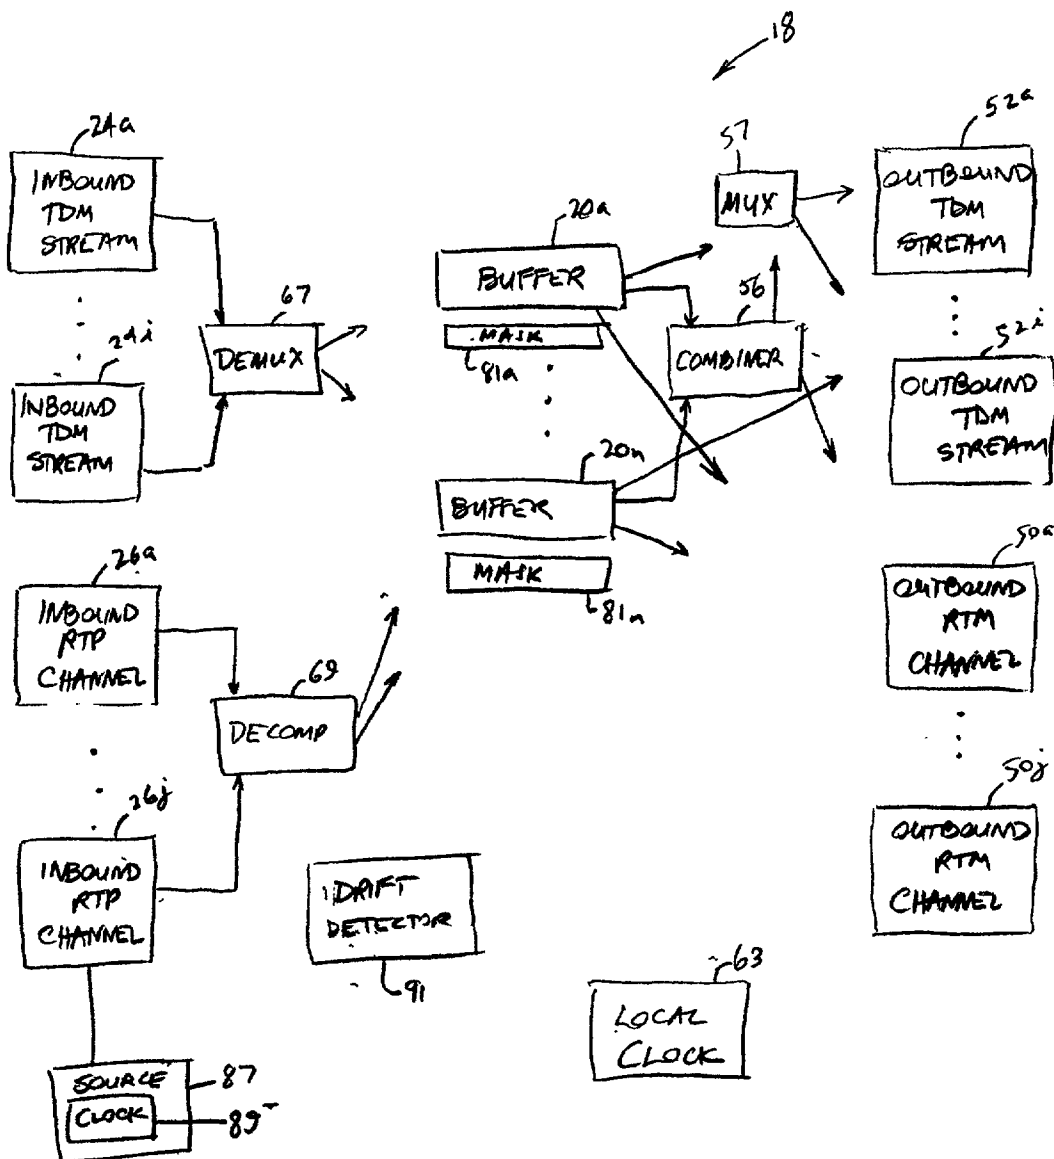 18
24a
INBOUND
TDM
STREAM
24i
INBOUND
TDM
STREAM
67
DEMUX
20a
BUFFER
MASK
81a
20n
BUFFER
MASK
81n
57
MUX
56
COMBINER
52a
OUTBOUND
TDM
STREAM
52i
OUTBOUND
TDM
STREAM
26a
INBOUND
RTP
CHANNEL
69
DECOMP
26j
INBOUND
RTP
CHANNEL
50a
OUTBOUND
RTM
CHANNEL
50j
OUTBOUND
RTM
CHANNEL
DRIFT
DETECTOR
91
63
LOCAL
CLOCK
SOURCE
87
CLOCK
89